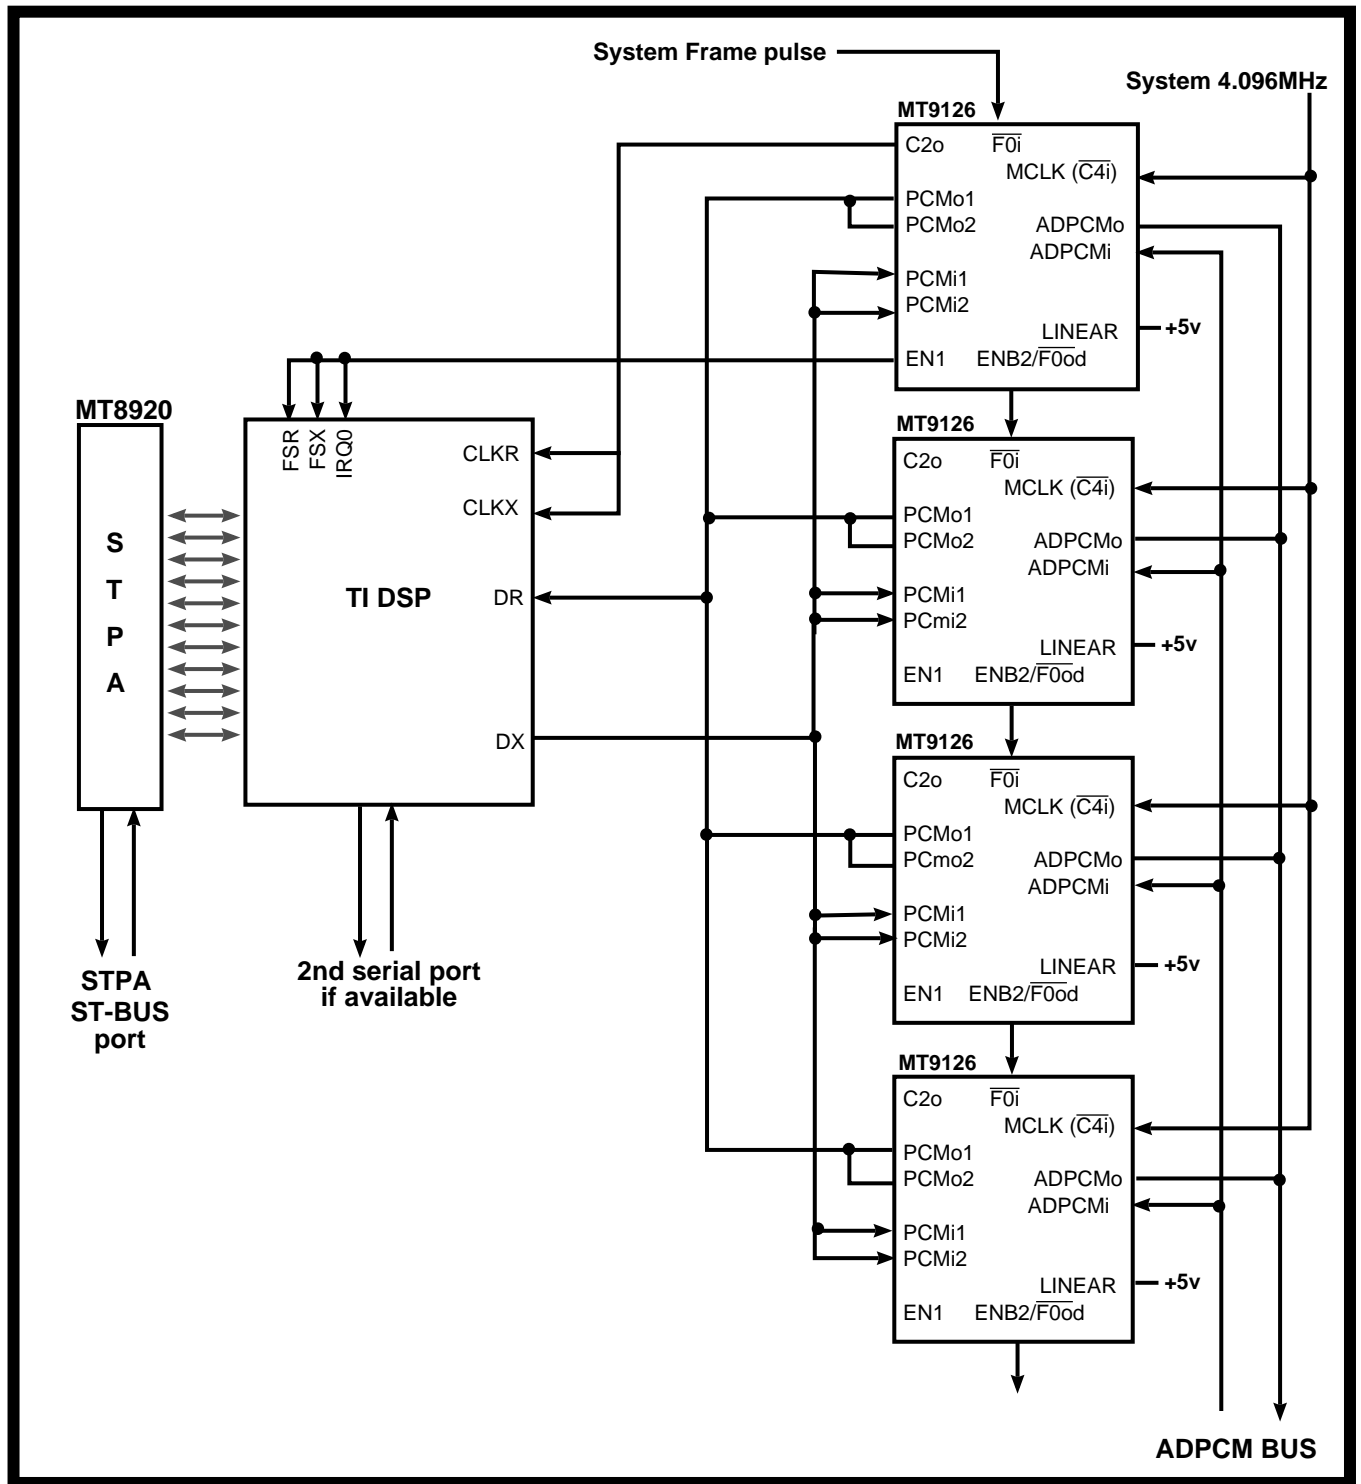 System Frame pulse
System 4.096MHz
MT9126
C2o F0i
MCLK (C4i)
PCMo1
PCMo2
ADPCMo
ADPCMi
PCMi1
PCMi2
LINEAR +5v
EN1 ENB2/F0od
MT8920
S
T
P
A
FSR
FSX
IRQ0
CLKR
CLKX
TI DSP
DR
DX
MT9126
C2o F0i
MCLK (C4i)
PCMo1
PCMo2
ADPCMo
ADPCMi
PCMi1
PCmi2
LINEAR +5v
EN1 ENB2/F0od
MT9126
C2o F0i
MCLK (C4i)
PCMo1
PCmo2
ADPCMo
ADPCMi
PCMi1
PCMi2
LINEAR +5v
EN1 ENB2/F0od
STPA
ST-BUS
port
2nd serial port
if available
MT9126
C2o F0i
MCLK (C4i)
PCMo1
PCMo2
ADPCMo
ADPCMi
PCMi1
PCMi2
LINEAR +5v
EN1 ENB2/F0od
ADPCM BUS